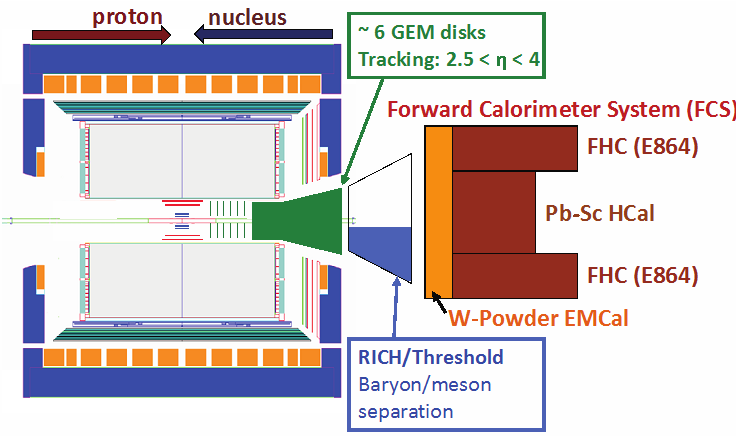 proton nucleus
~ 6 GEM disks
Tracking: 2.5 < η < 4
Forward Calorimeter System (FCS)
FHC (E864)
Pb-Sc HCal
FHC (E864)
W-Powder EMCal
RICH/Threshold
Baryon/meson
separation